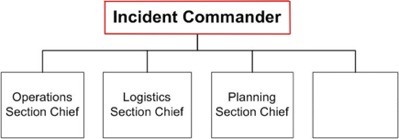 Incident Commander
Operations
Section Chief
Logistics
Section Chief
Planning
Section Chief